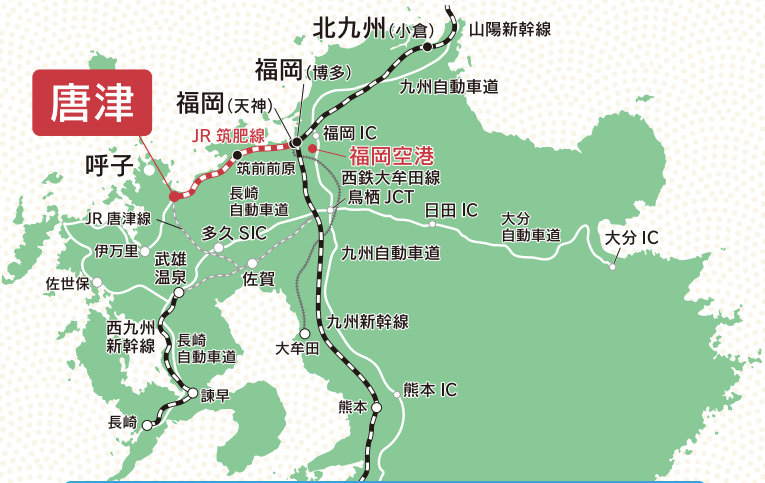 北九州(小倉)
山陽新幹線
福岡(博多)
九州自動車道
唐津
福岡(天神)
JR 筑肥線
福岡 IC
福岡空港
呼子
筑前前原
西鉄大牟田線
長崎
自動車道
鳥栖 JCT
JR 唐津線
日田 IC
大分
自動車道
多久 SIC
大分 IC
伊万里
武雄
温泉
九州自動車道
佐世保
佐賀
西九州
新幹線
九州新幹線
長崎
自動車道
大牟田
諫早
熊本 IC
熊本
長崎